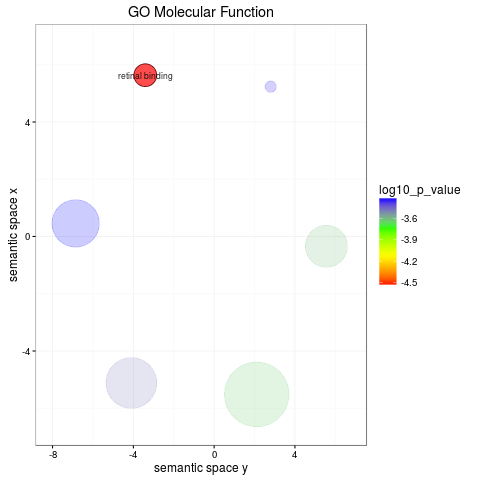 GO Molecular Function
retinal binding
4
0
-4
-8
-4
0
4
semantic space x
semantic space y
log10_p_value
-3.6
-3.9
-4.2
-4.5